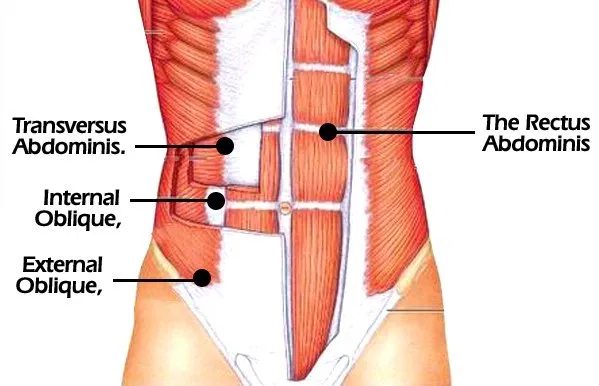 Transversus
Abdominis.
The Rectus
Abdominis
Internal
Oblique,
External
Oblique,